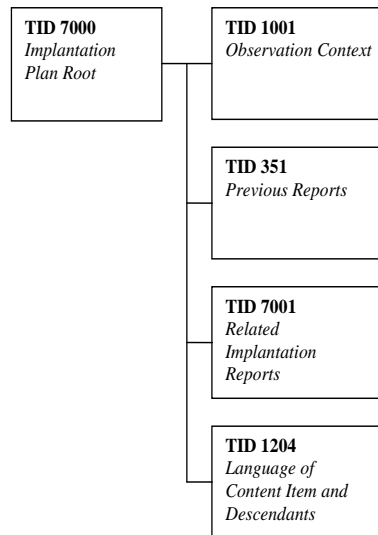 TID 7000
Implantation
Plan Root
TID 1001
Observation Context
TID 351
Previous Reports
TID 7001
Related
Implantation
Reports
TID 1204
Language of
Content Item and
Descendants